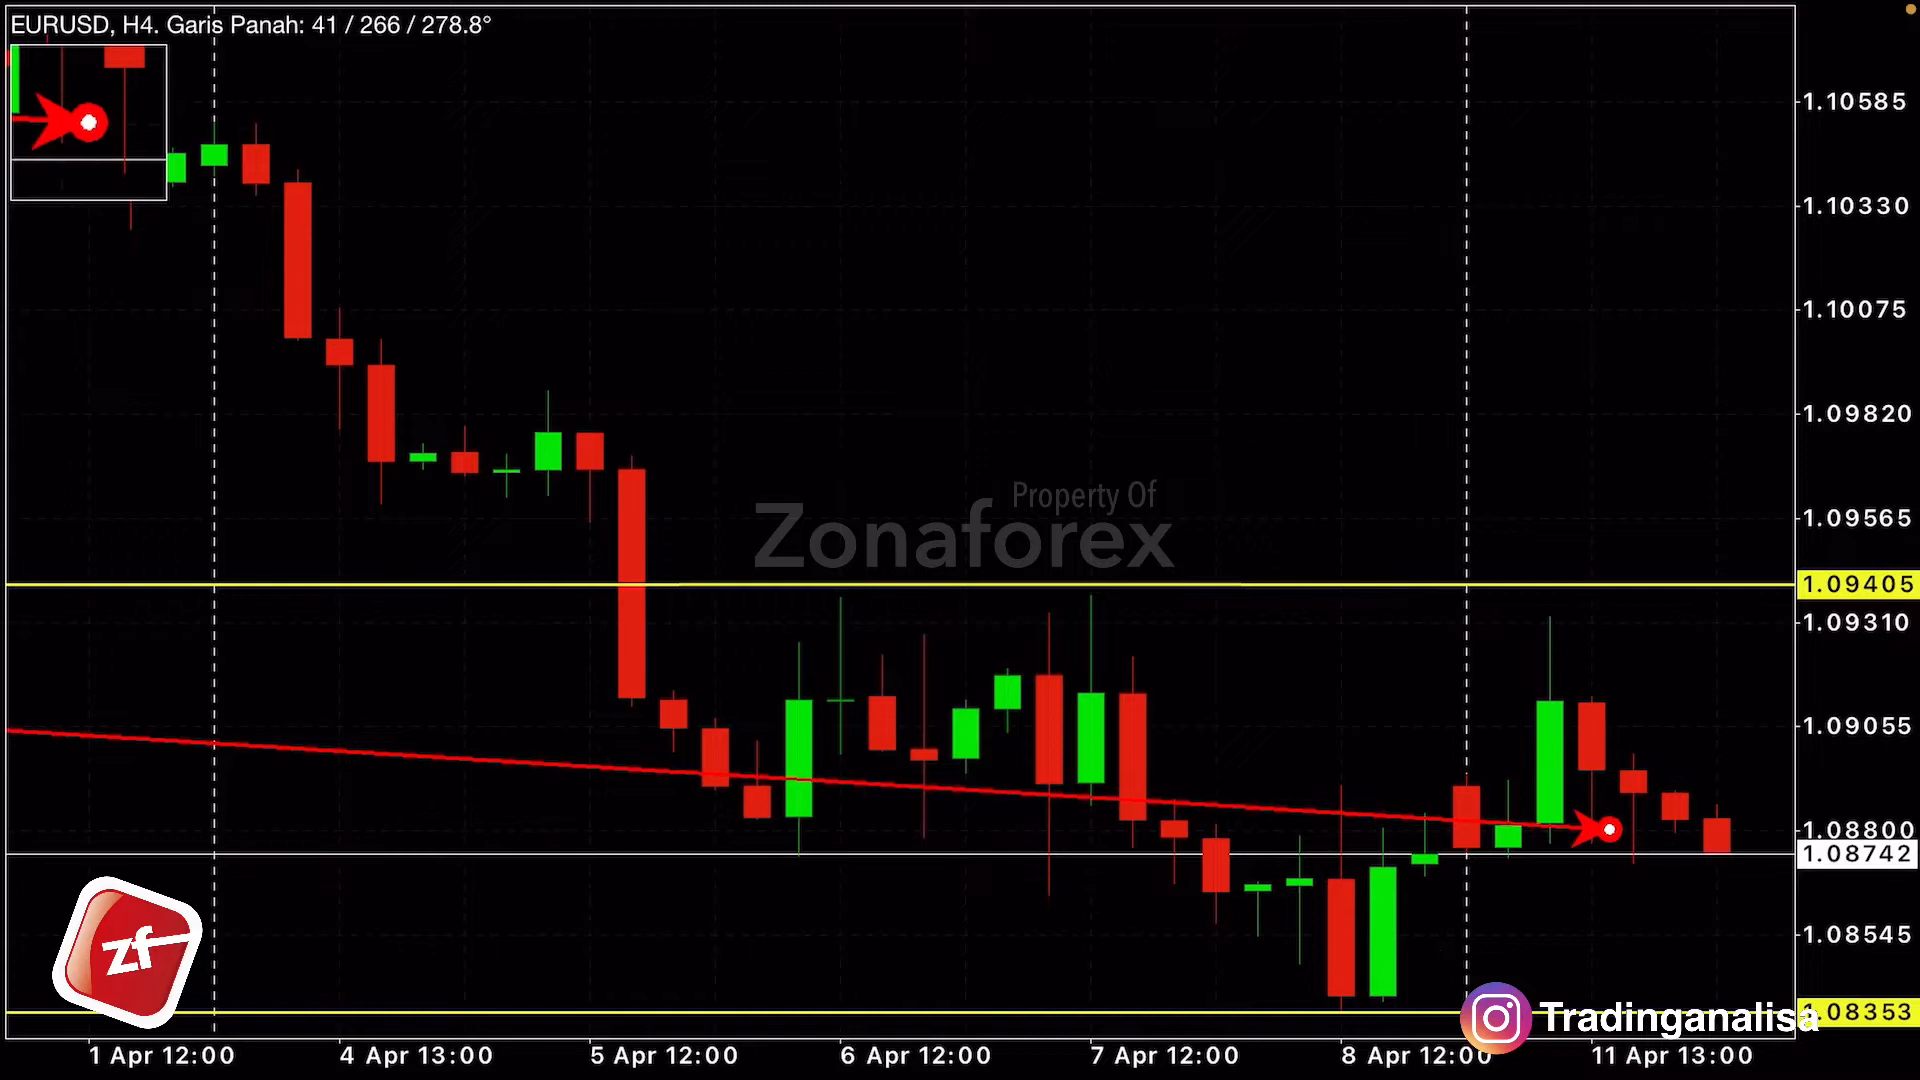 EURUSD, H4. Garis Panah: 41 / 266 / 278.8°
1.10585
1.10330
1.10075
1.09820
Property Of
Zonaforex
1.09565
1.09405
1.09310
1.09055
1.08800
1.08742
zf
1.08545
Tradinganalisa
1.08353
1 Apr 12:00
4 Apr 13:00
5 Apr 12:00
6 Apr 12:00
7 Apr 12:00
8 Apr 12:00
11 Apr 13:00